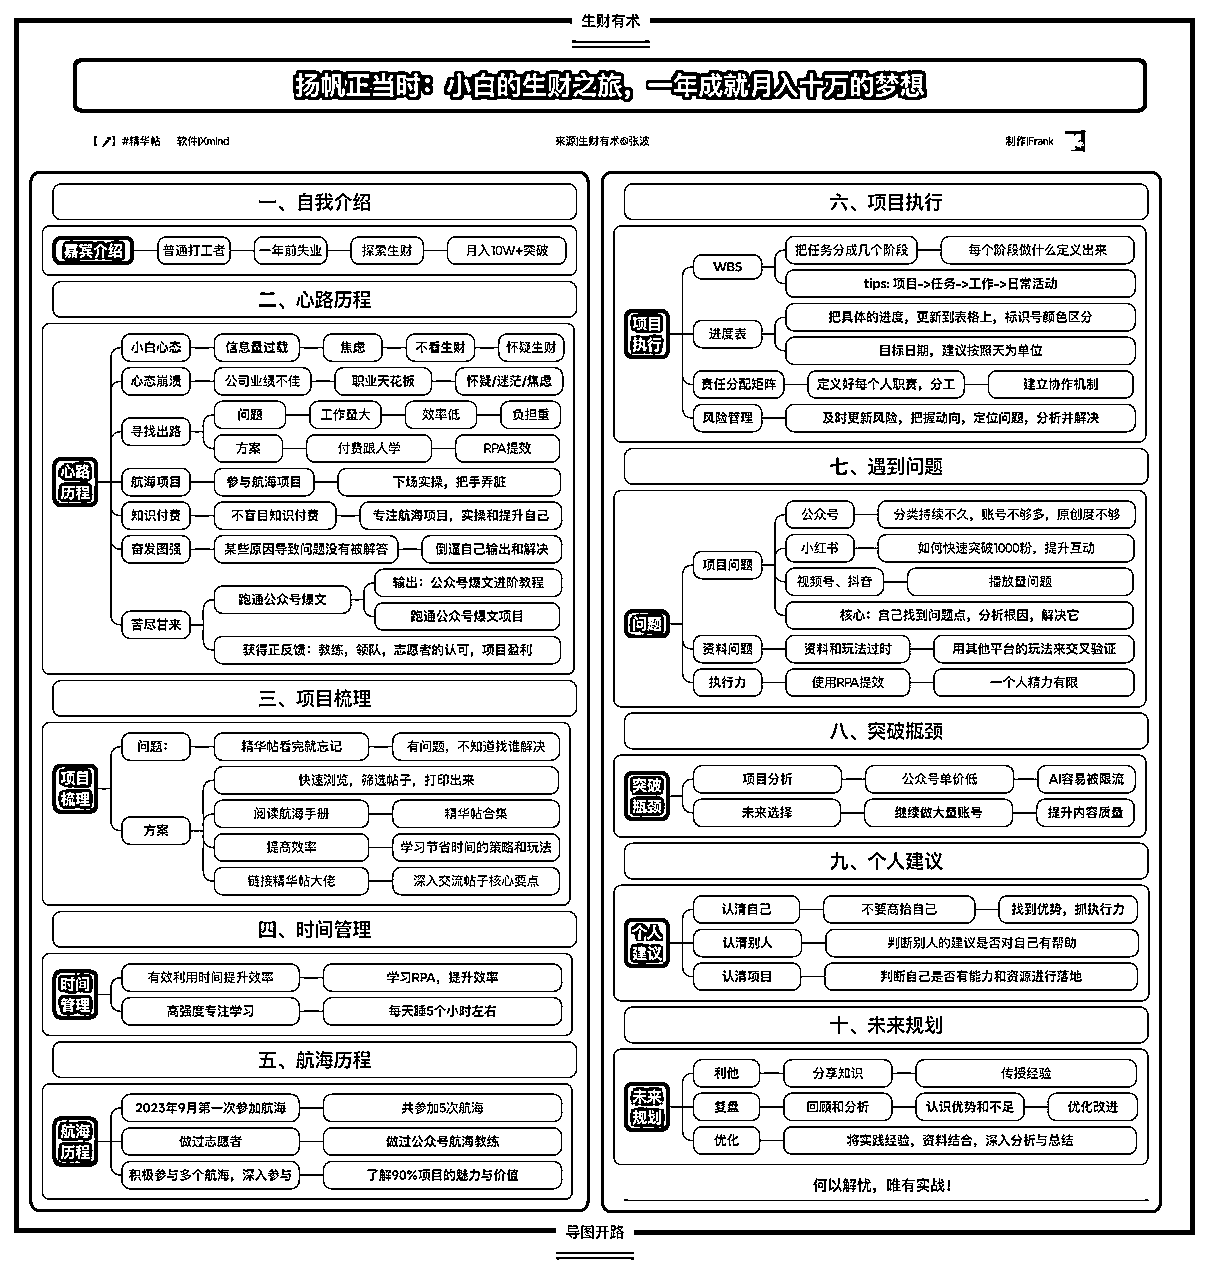 生财有术
扬帆正当时：小白的生财之旅，一年成就月入十万的梦想
【 】#精华帖 软件|Xmind
来源|生财有术@张波
制作|Frank
一、自我介绍
嘉宾介绍 普通打工者 一年前失业 探索生财 月入10W+突破
二、心路历程
心路历程
小白心态 信息量过载 焦虑 不看生财 怀疑生财
心态崩溃 公司业绩不佳 职业天花板 怀疑/迷茫/焦虑
寻找出路
问题 工作量大 效率低 负担重
方案 付费跟人学 RPA提效
航海项目 参与航海项目 下场实操，把手弄脏
知识付费 不盲目知识付费 专注航海项目，实操和提升自己
奋发图强 某些原因导致问题没有被解答 倒逼自己输出和解决
苦尽甘来
跑通公众号爆文
输出：公众号爆文进阶教程
跑通公众号爆文项目
获得正反馈：教练，领队，志愿者的认可，项目盈利
三、项目梳理
项目梳理
问题： 精华帖看完就忘记 有问题，不知道找谁解决
方案
快速浏览，筛选帖子，打印出来
阅读航海手册 精华帖合集
提高效率 学习节省时间的策略和玩法
链接精华帖大佬 深入交流帖子核心要点
四、时间管理
时间管理
有效利用时间提升效率 学习RPA，提升效率
高强度专注学习 每天睡5个小时左右
五、航海历程
航海历程
2023年9月第一次参加航海 共参加5次航海
做过志愿者 做过公众号航海教练
积极参与多个航海，深入参与 了解90%项目的魅力与价值
六、项目执行
项目执行
WBS
把任务分成几个阶段 每个阶段做什么定义出来
tips: 项目->任务->工作->日常活动
进度表
把具体的进度，更新到表格上，标识号颜色区分
目标日期，建议按照天为单位
责任分配矩阵 定义好每个人职责，分工 建立协作机制
风险管理 及时更新风险，把握动向，定位问题，分析并解决
七、遇到问题
问题
项目问题
公众号 分类持续不久，账号不够多，原创度不够
小红书 如何快速突破1000粉，提升互动
视频号、抖音 播放量问题
核心：自己找到问题点，分析根因，解决它
资料问题 资料和玩法过时 用其他平台的玩法来交叉验证
执行力 使用RPA提效 一个人精力有限
八、突破瓶颈
突破瓶颈
项目分析 公众号单价低 AI容易被限流
未来选择 继续做大量账号 提升内容质量
九、个人建议
个人建议
认清自己 不要高抬自己 找到优势，抓执行力
认清别人 判断别人的建议是否对自己有帮助
认清项目 判断自己是否有能力和资源进行落地
十、未来规划
未来规划
利他 分享知识 传授经验
复盘 回顾和分析 认识优势和不足 优化改进
优化 将实践经验，资料结合，深入分析与总结
何以解忧，唯有实战！
导图开路